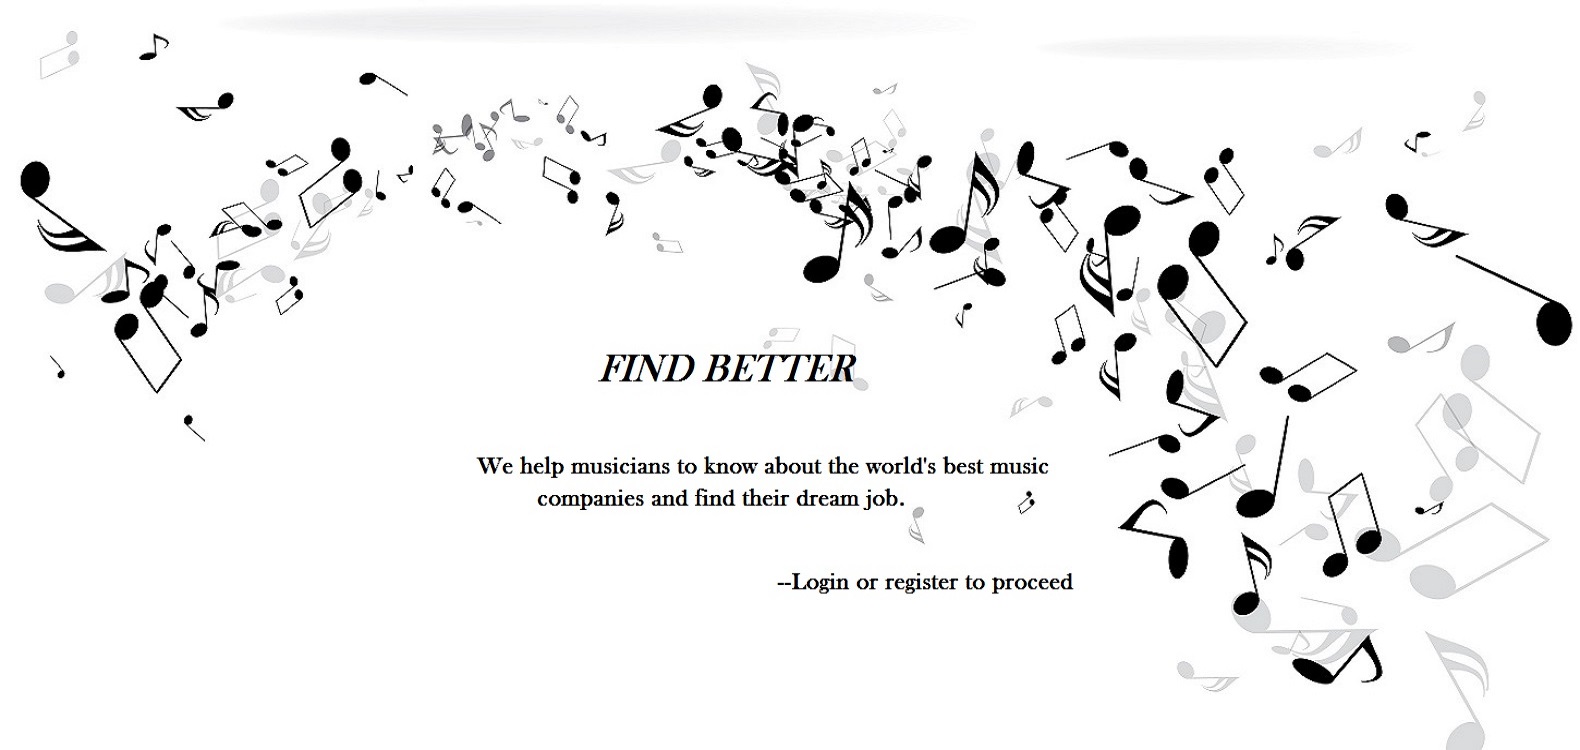 FIND BETTER
We help musicians to know about the world's best music
companies and find their dream job.
--Login or register to proceed